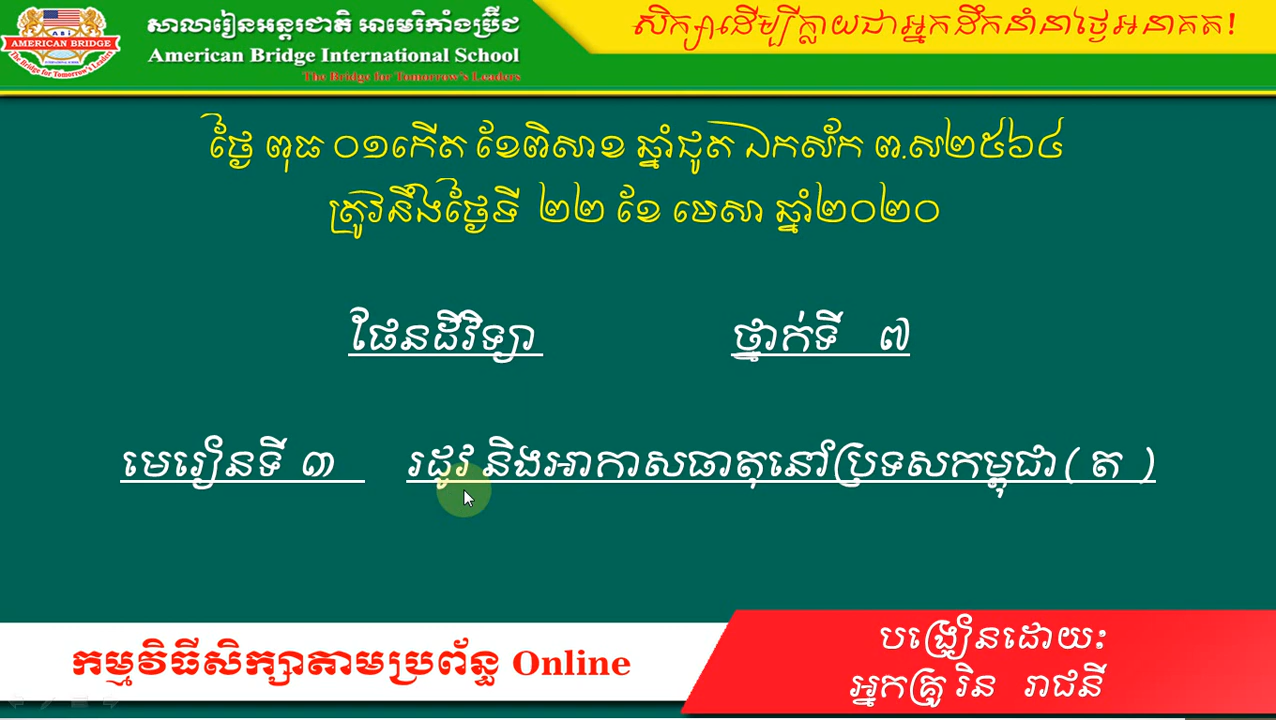 សាលារៀនអន្តរជាតិ អាមេរិកាំងប្រ៊ីជ
American Bridge International School
The Bridge for Tomorrow's Leaders
A B i
AMERICAN BRIDGE
The Bridge for Tomorrow's Leaders
សិក្សាដើម្បីក្លាយជាអ្នកដឹកនាំនាថ្ងៃអនាគត!
ថ្ងៃ ពុធ ០១កើត ខែពិសាខ ឆ្នាំជូត ឯកស័ក ព.ស២៥៦៤
ត្រូវនឹងថ្ងៃទី ២២ ខែ មេសា ឆ្នាំ២០២០
ផែនដីវិទ្យា ថ្នាក់ទី ៧
មេរៀនទី ៣ រដូវ និងអាកាសធាតុនៅប្រទេសកម្ពុជា ( ត )
កម្មវិធីសិក្សាតាមប្រព័ន្ធ Online
បង្រៀនដោយ៖
អ្នកគ្រូ រិន រាជនី